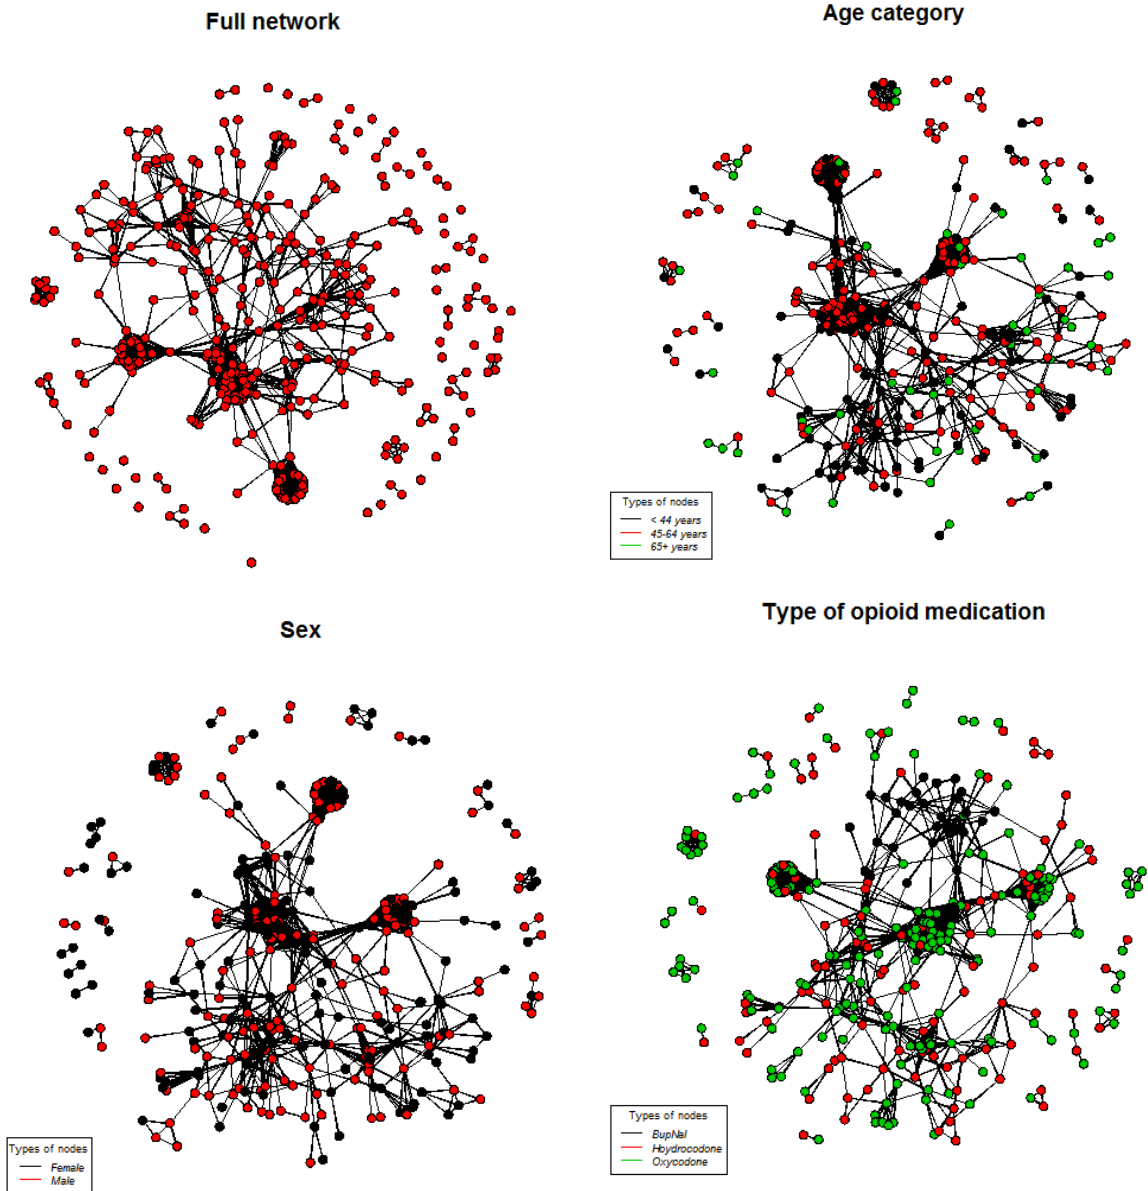 Full network
Age category
Types of nodes
< 44 years
45-64 years
65+ years
Sex
Type of opioid medication
Types of nodes
Female
Male
Types of nodes
BupNal
Hoydrocodone
Oxycodone